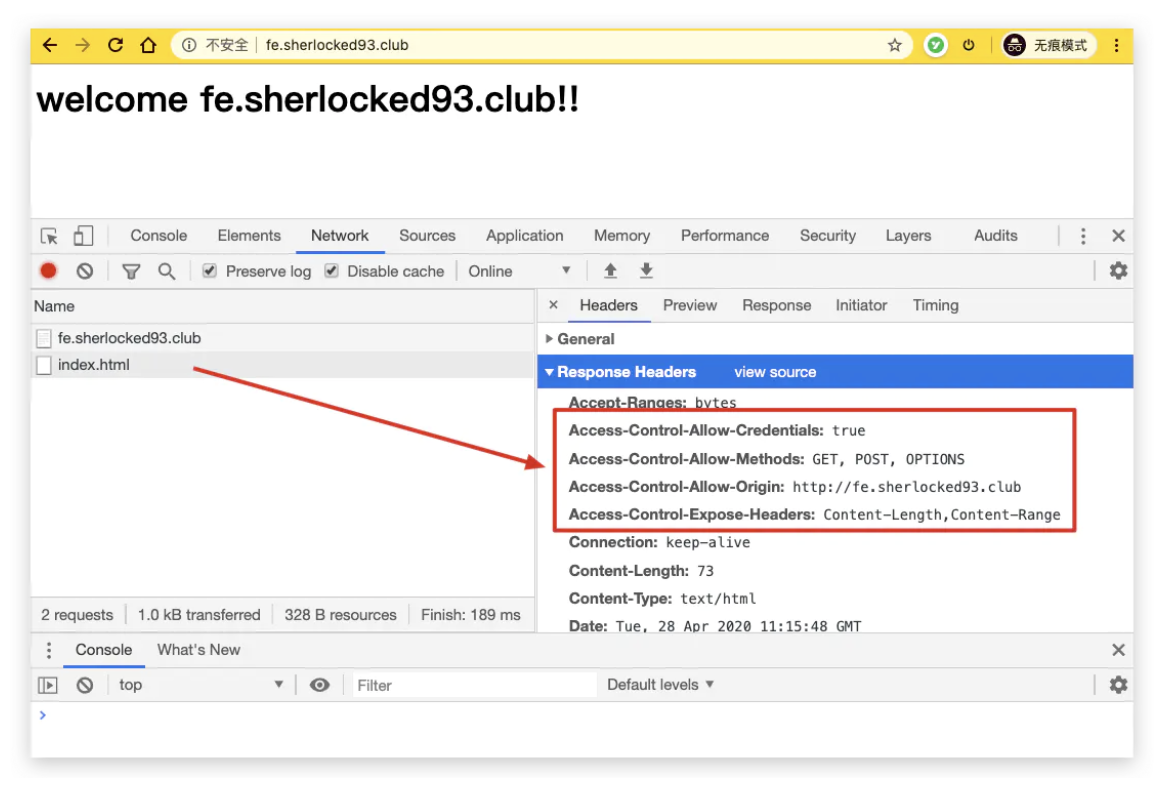 不安全 fe.sherlocked93.club 无痕模式
welcome fe.sherlocked93.club!!
Console Elements Network Sources Application Memory Performance Security Layers Audits
Preserve log Disable cache Online
Name
Headers Preview Response Initiator Timing
fe.sherlocked93.club
index.html
General
Response Headers view source
Accept-Ranges: bytes
Access-Control-Allow-Credentials: true
Access-Control-Allow-Methods: GET, POST, OPTIONS
Access-Control-Allow-Origin: http://fe.sherlocked93.club
Access-Control-Expose-Headers: Content-Length,Content-Range
Connection: keep-alive
Content-Length: 73
Content-Type: text/html
Date: Tue, 28 Apr 2020 11:15:48 GMT
2 requests 1.0 kB transferred 328 B resources Finish: 189 ms
Console What's New
top Filter Default levels